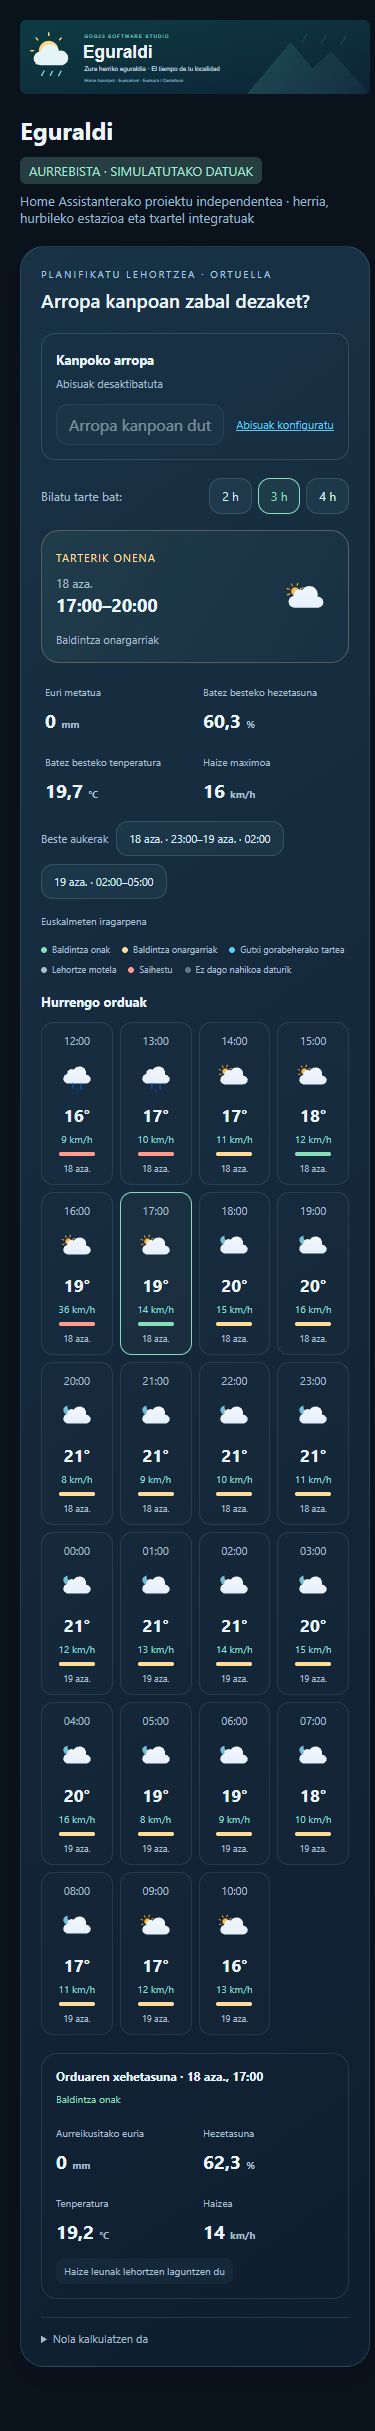 GOG23 SOFTWARE STUDIO
Eguraldi
Zure herriko eguraldia · El tiempo de tu localidad
Home Assistant · Euskalmet · Euskara / Castellano
Eguraldi
AURREBISTA · SIMULATUTAKO DATUAK
Home Assistanterako proiektu independentea · herria,
hurbileko estazioa eta txartel integratuak
PLANIFIKATU LEHORTZEA · ORTUELLA
Arropa kanpoan zabal dezaket?
Kanpoko arropa
Abisuak desaktibatuta
Arropa kanpoan dut
Abisuak konfiguratu
Bilatu tarte bat:
2 h
3 h
4 h
TARTERIK ONENA
18 aza.
17:00–20:00
Baldintza onargarriak
Euri metatua
Batez besteko hezetasuna
0 mm
60,3 %
Batez besteko tenperatura
Haize maximoa
19,7 °C
16 km/h
Beste aukerak
18 aza. · 23:00–19 aza. · 02:00
19 aza. · 02:00–05:00
Euskalmeten iragarpena
Baldintza onak
Baldintza onargarriak
Gutxi gorabeherako tartea
Lehortze motela
Saihestu
Ez dago nahikoa daturik
Hurrengo orduak
12:00 13:00 14:00 15:00
16° 17° 17° 18°
9 km/h 10 km/h 11 km/h 12 km/h
18 aza. 18 aza. 18 aza. 18 aza.
16:00 17:00 18:00 19:00
19° 19° 20° 20°
36 km/h 14 km/h 15 km/h 16 km/h
18 aza. 18 aza. 18 aza. 18 aza.
20:00 21:00 22:00 23:00
21° 21° 21° 21°
8 km/h 9 km/h 10 km/h 11 km/h
18 aza. 18 aza. 18 aza. 18 aza.
00:00 01:00 02:00 03:00
21° 21° 21° 20°
12 km/h 13 km/h 14 km/h 15 km/h
19 aza. 19 aza. 19 aza. 19 aza.
04:00 05:00 06:00 07:00
20° 19° 19° 18°
16 km/h 8 km/h 9 km/h 10 km/h
19 aza. 19 aza. 19 aza. 19 aza.
08:00 09:00 10:00
17° 17° 16°
11 km/h 12 km/h 13 km/h
19 aza. 19 aza. 19 aza.
Orduaren xehetasuna · 18 aza., 17:00
Baldintza onak
Aurreikusitako euria
Hezetasuna
0 mm
62,3 %
Tenperatura
Haizea
19,2 °C
14 km/h
Haize leunak lehortzen laguntzen du
Nola kalkulatzen da